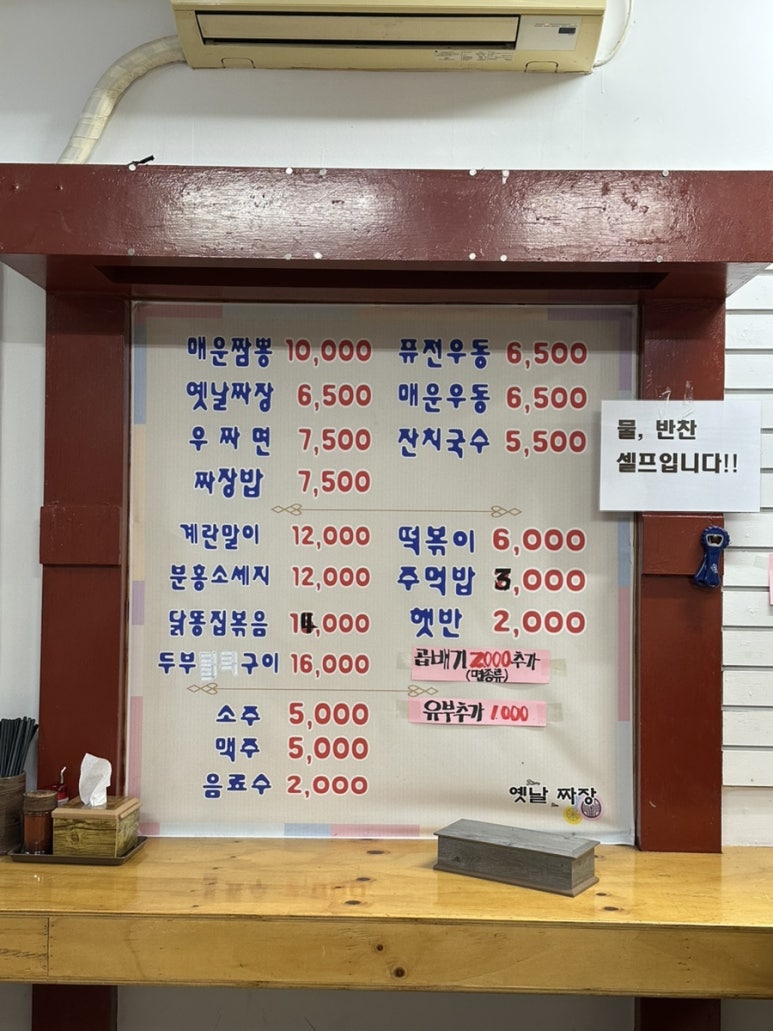 매운짬뽕 10,000
옛날짜장 6,500
우짜면 7,500
짜장밥 7,500
퓨전우동 6,500
매운우동 6,500
잔치국수 5,500
계란말이 12,000
분홍소세지 12,000
닭똥집볶음 14,000
두부 구이 16,000
떡볶이 6,000
주먹밥 3,000
햇반 2,000
곱배기 2000추가
(면종류)
유부추가 1000
소주 5,000
맥주 5,000
음료수 2,000
옛날 짜장
물, 반찬
셀프입니다!!